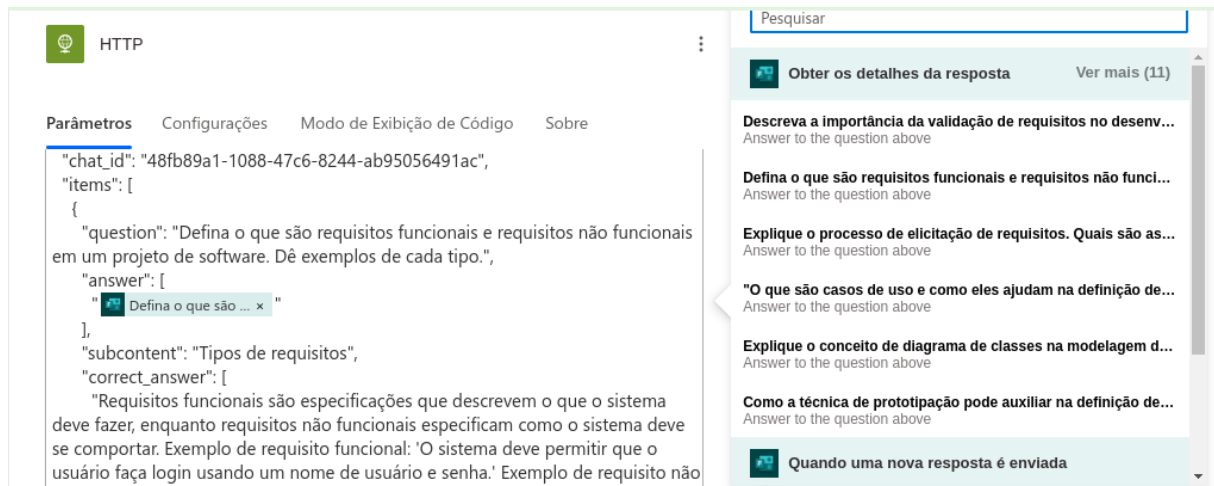 HTTP
Parâmetros Configurações Modo de Exibição de Código Sobre
"chat_id": "48fb89a1-1088-47c6-8244-ab95056491ac",
"items": [
{
"question": "Defina o que são requisitos funcionais e requisitos não funcionais
em um projeto de software. Dê exemplos de cada tipo.",
"answer": [
" Defina o que são ... × "
],
"subcontent": "Tipos de requisitos",
"correct_answer": [
"Requisitos funcionais são especificações que descrevem o que o sistema
deve fazer, enquanto requisitos não funcionais especificam como o sistema deve
se comportar. Exemplo de requisito funcional: 'O sistema deve permitir que o
usuário faça login usando um nome de usuário e senha.' Exemplo de requisito não
Pesquisar
Obter os detalhes da resposta Ver mais (11)
Descreva a importância da validação de requisitos no desenv...
Answer to the question above
Defina o que são requisitos funcionais e requisitos não funci...
Answer to the question above
Explique o processo de elicitação de requisitos. Quais são as...
Answer to the question above
"O que são casos de uso e como eles ajudam na definição de...
Answer to the question above
Explique o conceito de diagrama de classes na modelagem d...
Answer to the question above
Como a técnica de prototipação pode auxiliar na definição de...
Answer to the question above
Quando uma nova resposta é enviada